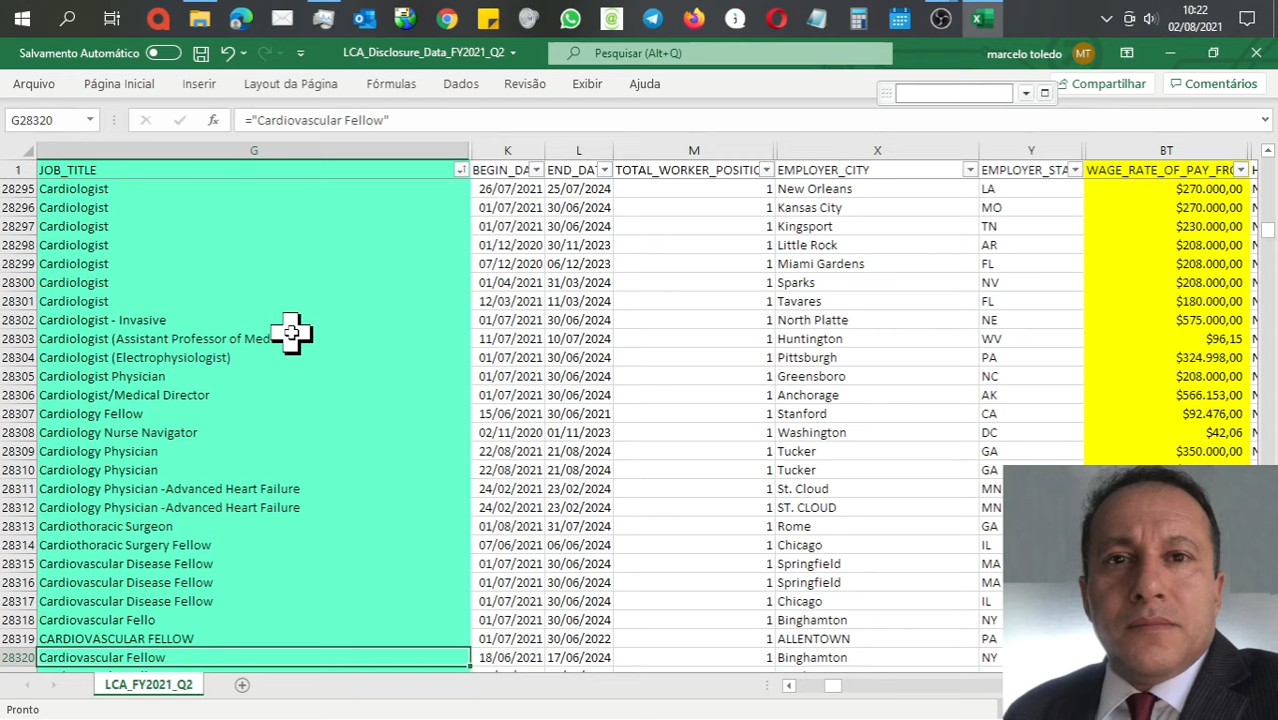 10:22
02/08/2021
Salvamento Automático
LCA_Disclosure_Data_FY2021_Q2
Pesquisar (Alt+Q)
marcelo toledo
MT
Arquivo Página Inicial Inserir Layout da Página Fórmulas Dados Revisão Exibir Ajuda
Compartilhar Comentários
G28320 fx ="Cardiovascular Fellow"
G K L M X Y BT
1 JOB_TITLE BEGIN_DA END_DAT TOTAL_WORKER_POSITIO EMPLOYER_CITY EMPLOYER_STA WAGE_RATE_OF_PAY_FRO
28295 Cardiologist 26/07/2021 25/07/2024 1 New Orleans LA $270.000,00
28296 Cardiologist 01/07/2021 30/06/2024 1 Kansas City MO $270.000,00
28297 Cardiologist 01/07/2021 30/06/2024 1 Kingsport TN $230.000,00
28298 Cardiologist 01/12/2020 30/11/2023 1 Little Rock AR $208.000,00
28299 Cardiologist 07/12/2020 06/12/2023 1 Miami Gardens FL $208.000,00
28300 Cardiologist 01/04/2021 31/03/2024 1 Sparks NV $208.000,00
28301 Cardiologist 12/03/2021 11/03/2024 1 Tavares FL $180.000,00
28302 Cardiologist - Invasive 01/07/2021 30/06/2024 1 North Platte NE $575.000,00
28303 Cardiologist (Assistant Professor of Med 11/07/2021 10/07/2024 1 Huntington WV $96,15
28304 Cardiologist (Electrophysiologist) 01/07/2021 30/06/2024 1 Pittsburgh PA $324.998,00
28305 Cardiologist Physician 01/07/2021 30/06/2024 1 Greensboro NC $208.000,00
28306 Cardiologist/Medical Director 01/07/2021 30/06/2024 1 Anchorage AK $566.153,00
28307 Cardiology Fellow 15/06/2021 30/06/2021 1 Stanford CA $92.476,00
28308 Cardiology Nurse Navigator 02/11/2020 01/11/2023 1 Washington DC $42,06
28309 Cardiology Physician 22/08/2021 21/08/2024 1 Tucker GA $350.000,00
28310 Cardiology Physician 22/08/2021 21/08/2024 1 Tucker GA
28311 Cardiology Physician -Advanced Heart Failure 24/02/2021 23/02/2024 1 St. Cloud MN
28312 Cardiology Physician -Advanced Heart Failure 24/02/2021 23/02/2024 1 ST. CLOUD MN
28313 Cardiothoracic Surgeon 01/08/2021 31/07/2024 1 Rome GA
28314 Cardiothoracic Surgery Fellow 07/06/2021 06/06/2024 1 Chicago IL
28315 Cardiovascular Disease Fellow 01/07/2021 30/06/2024 1 Springfield MA
28316 Cardiovascular Disease Fellow 01/07/2021 30/06/2024 1 Springfield MA
28317 Cardiovascular Disease Fellow 01/07/2021 30/06/2024 1 Chicago IL
28318 Cardiovascular Fello 01/07/2021 30/06/2024 1 Binghamton NY
28319 CARDIOVASCULAR FELLOW 01/07/2021 30/06/2022 1 ALLENTOWN PA
28320 Cardiovascular Fellow 18/06/2021 17/06/2024 1 Binghamton NY
LCA_FY2021_Q2
Pronto